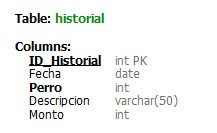 Table: historial
Columns:
ID_Historial int PK
Fecha date
Perro int
Descripcion varchar(50)
Monto int